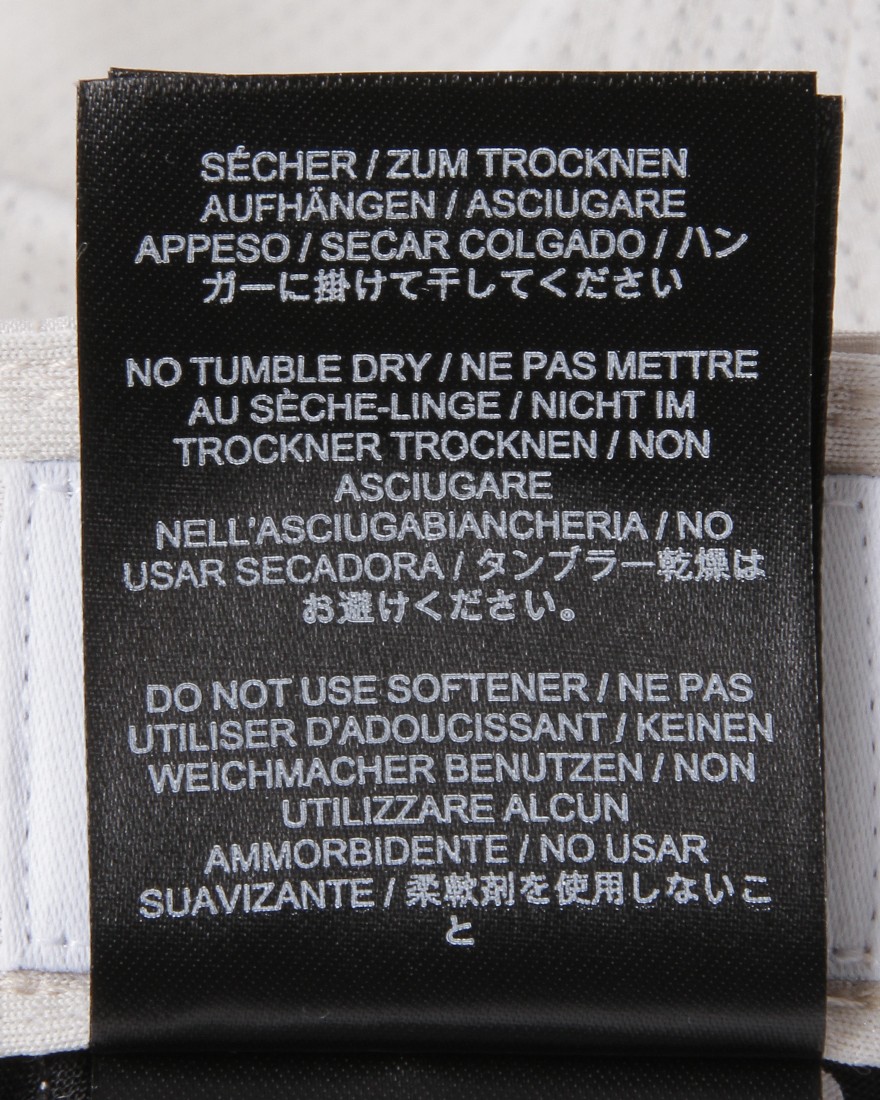 SÉCHER / ZUM TROCKNEN
AUFHÄNGEN / ASCIUGARE
APPESO / SECAR COLGADO / ハン
ガーに掛けて干してください
NO TUMBLE DRY / NE PAS METTRE
AU SÈCHE-LINGE / NICHT IM
TROCKNER TROCKNEN / NON
ASCIUGARE
NELL'ASCIUGABIANCHERIA / NO
USAR SECADORA / タンブラー乾燥は
お避けください。
DO NOT USE SOFTENER / NE PAS
UTILISER D'ADOUCISSANT / KEINEN
WEICHMACHER BENUTZEN / NON
UTILIZZARE ALCUN
AMMORBIDENTE / NO USAR
SUAVIZANTE / 柔軟剤を使用しないこ
と